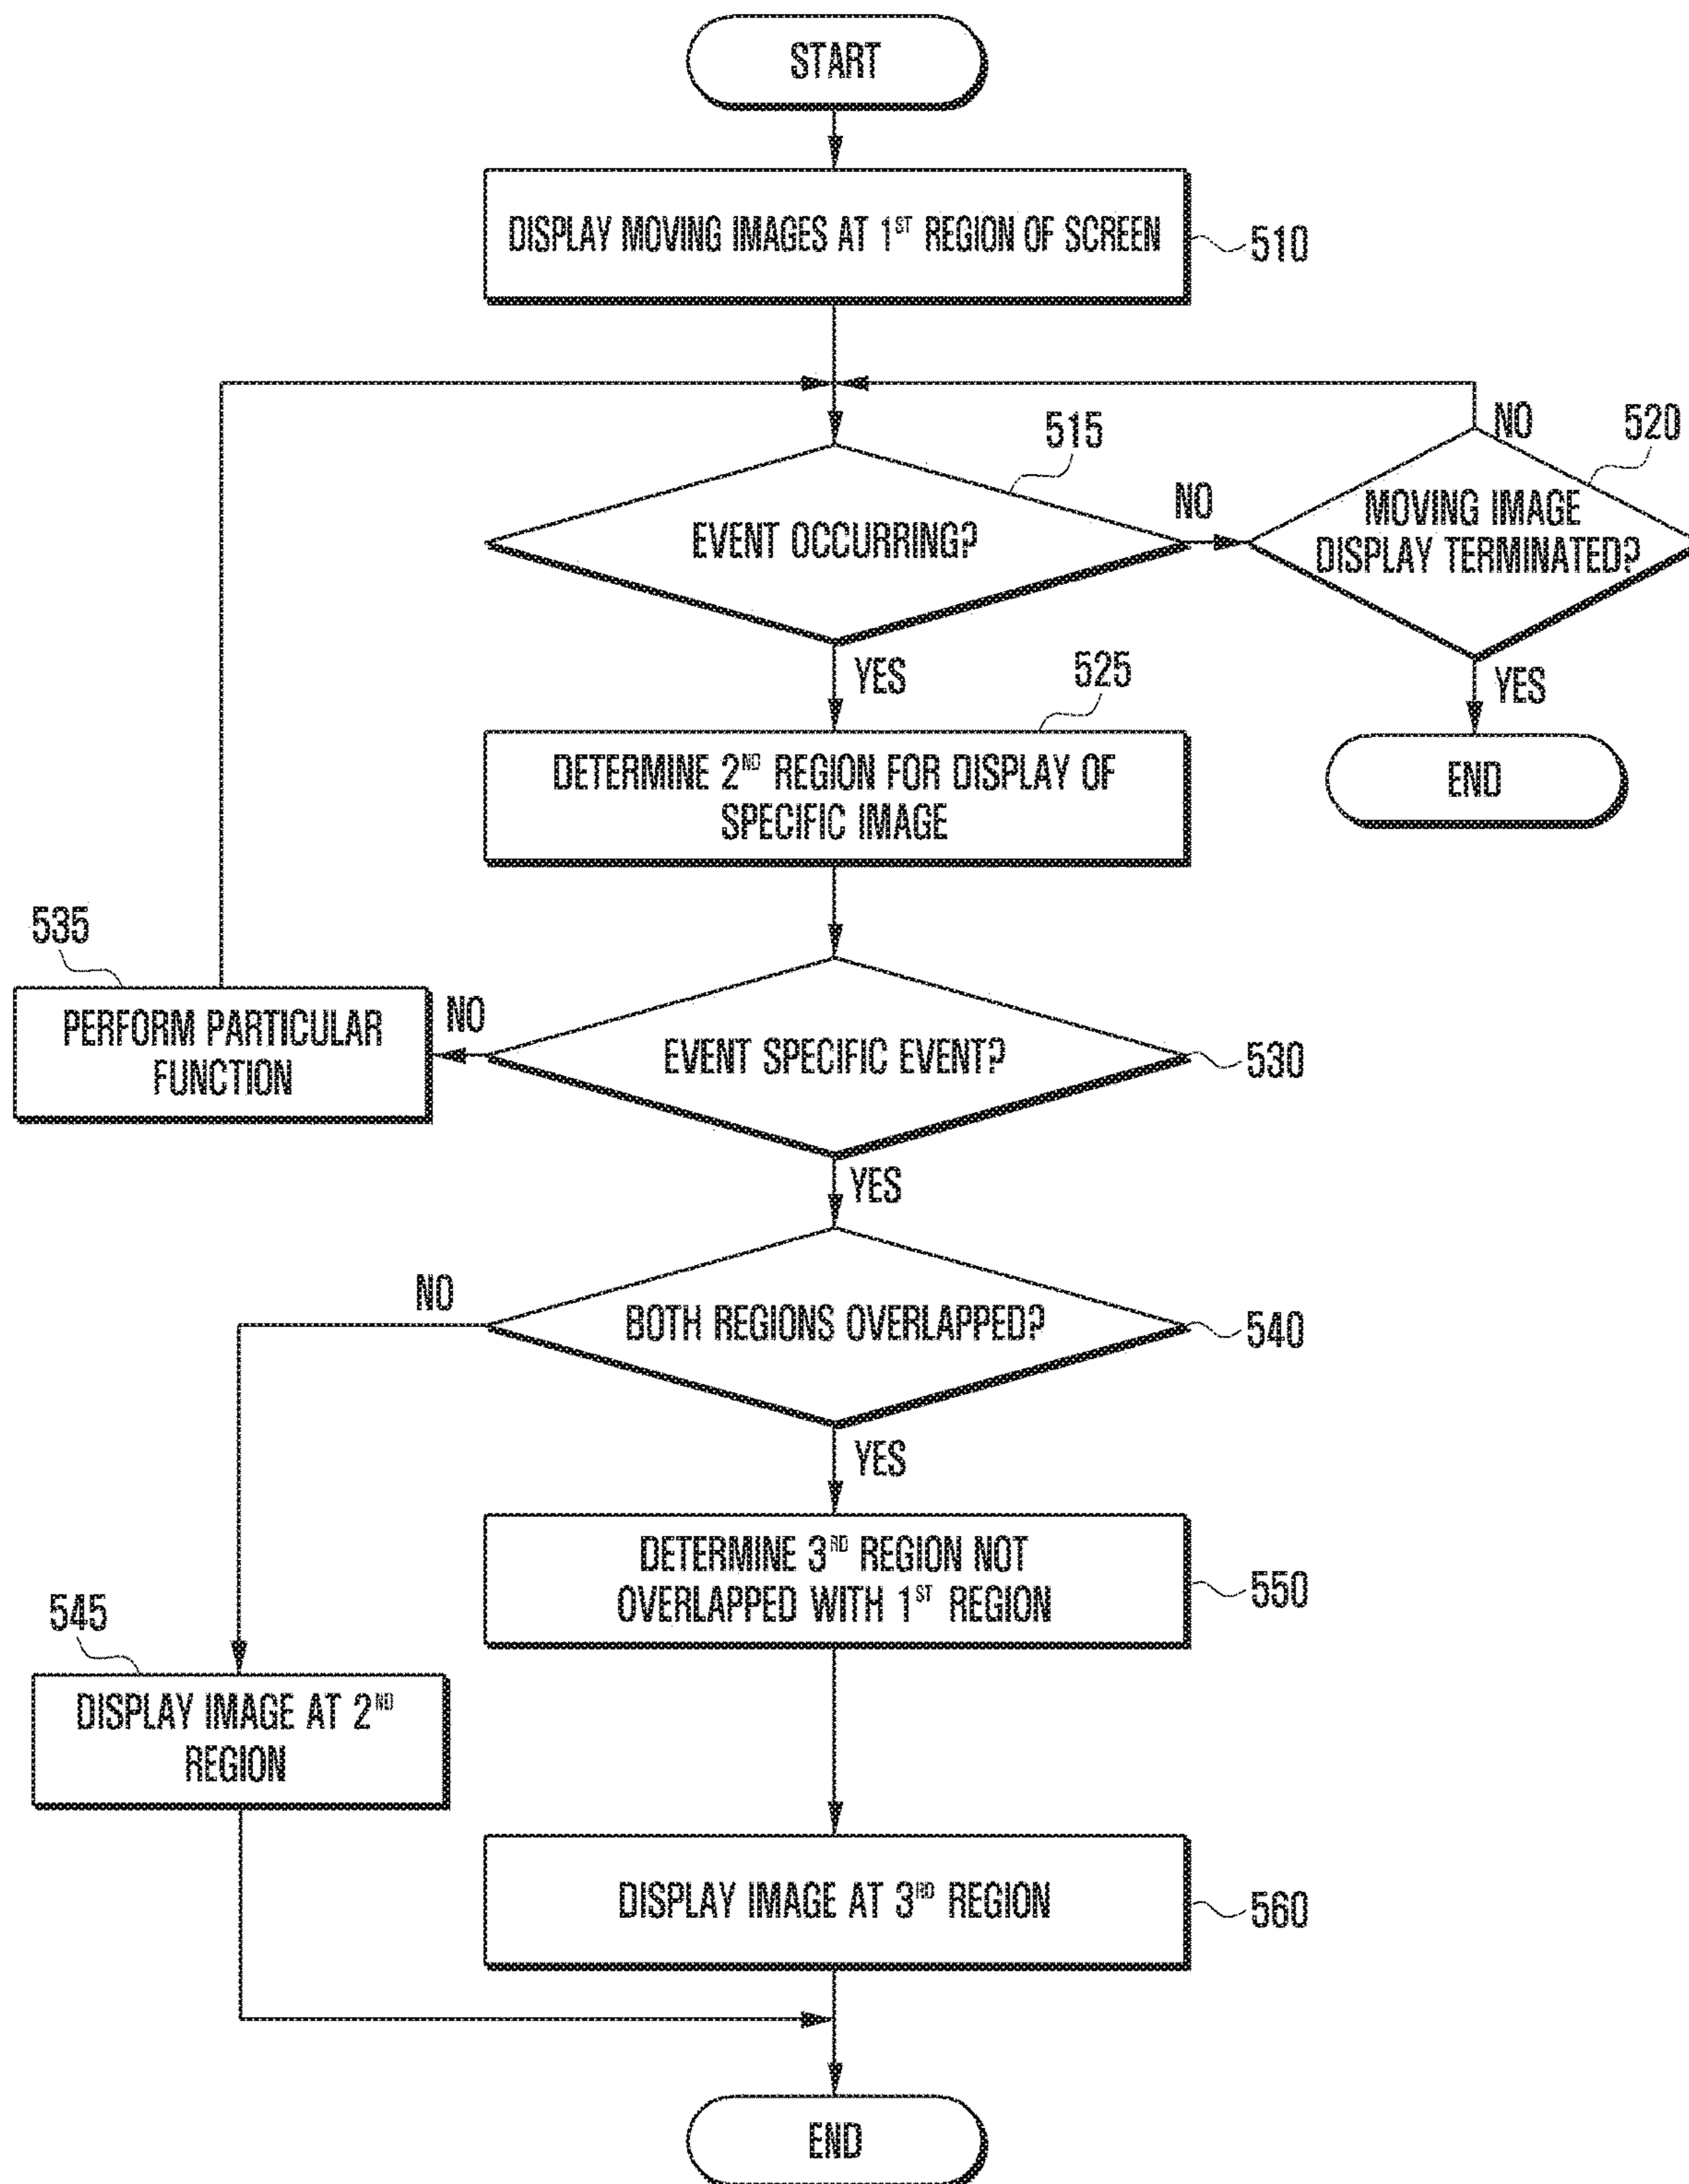 START
DISPLAY MOVING IMAGES AT 1ST REGION OF SCREEN
510
515
NO
520
NO
EVENT OCCURRING?
MOVING IMAGE
DISPLAY TERMINATED?
YES
525
YES
DETERMINE 2ND REGION FOR DISPLAY OF
SPECIFIC IMAGE
END
535
PERFORM PARTICULAR
FUNCTION
NO
EVENT SPECIFIC EVENT?
530
YES
NO
BOTH REGIONS OVERLAPPED?
540
YES
DETERMINE 3RD REGION NOT
OVERLAPPED WITH 1ST REGION
550
545
DISPLAY IMAGE AT 2ND
REGION
DISPLAY IMAGE AT 3RD REGION
560
END